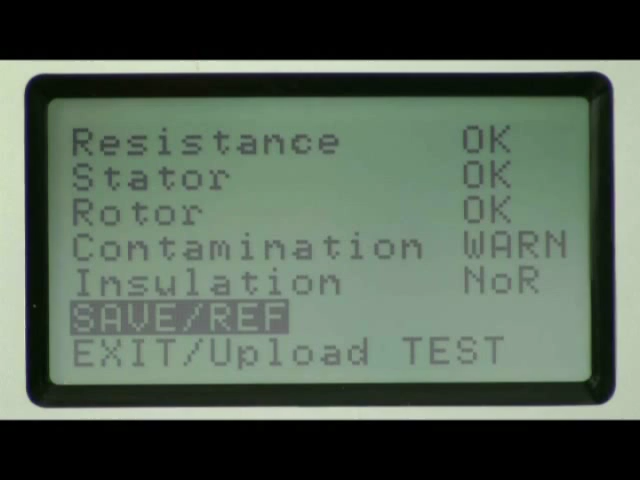 Resistance OK
Stator OK
Rotor OK
Contamination WARN
Insulation NoR
SAVE/REF
EXIT/Upload TEST